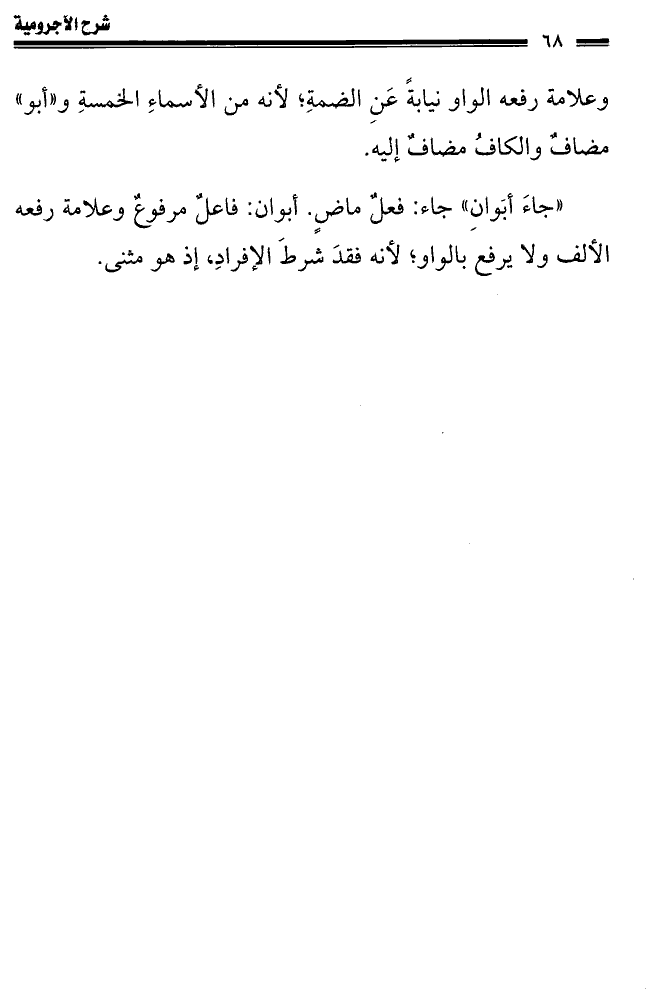 شرح الآجرومية
٦٨
وعلامة رفعه الواو نيابةً عَنِ الضمةِ؛ لأنه من الأسماءِ الخمسةِ و«أبو»
مضافٌ والكافُ مضافٌ إليه.
«جاءَ أبَوانِ» جاء: فعلٌ ماضٍ. أبوان: فاعلٌ مرفوعٌ وعلامة رفعه
الألف ولا يرفع بالواو؛ لأنه فقدَ شرطَ الإفرادِ، إذ هو مثنى.